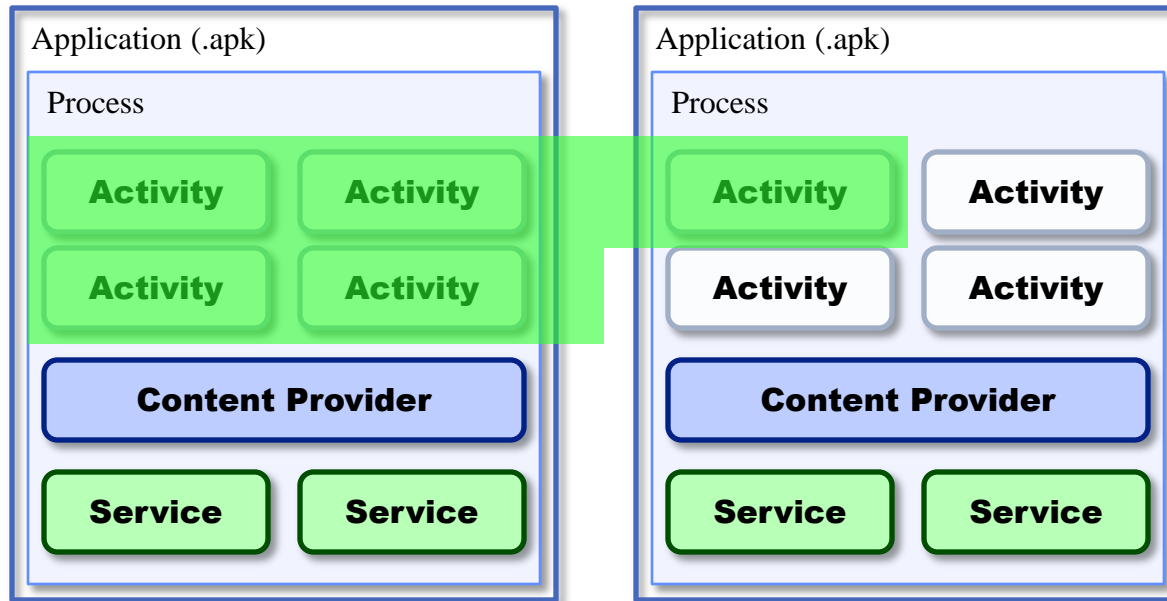 Application (.apk)
Process
Activity Activity
Activity Activity
Content Provider
Service Service
Application (.apk)
Process
Activity Activity
Activity Activity
Content Provider
Service Service